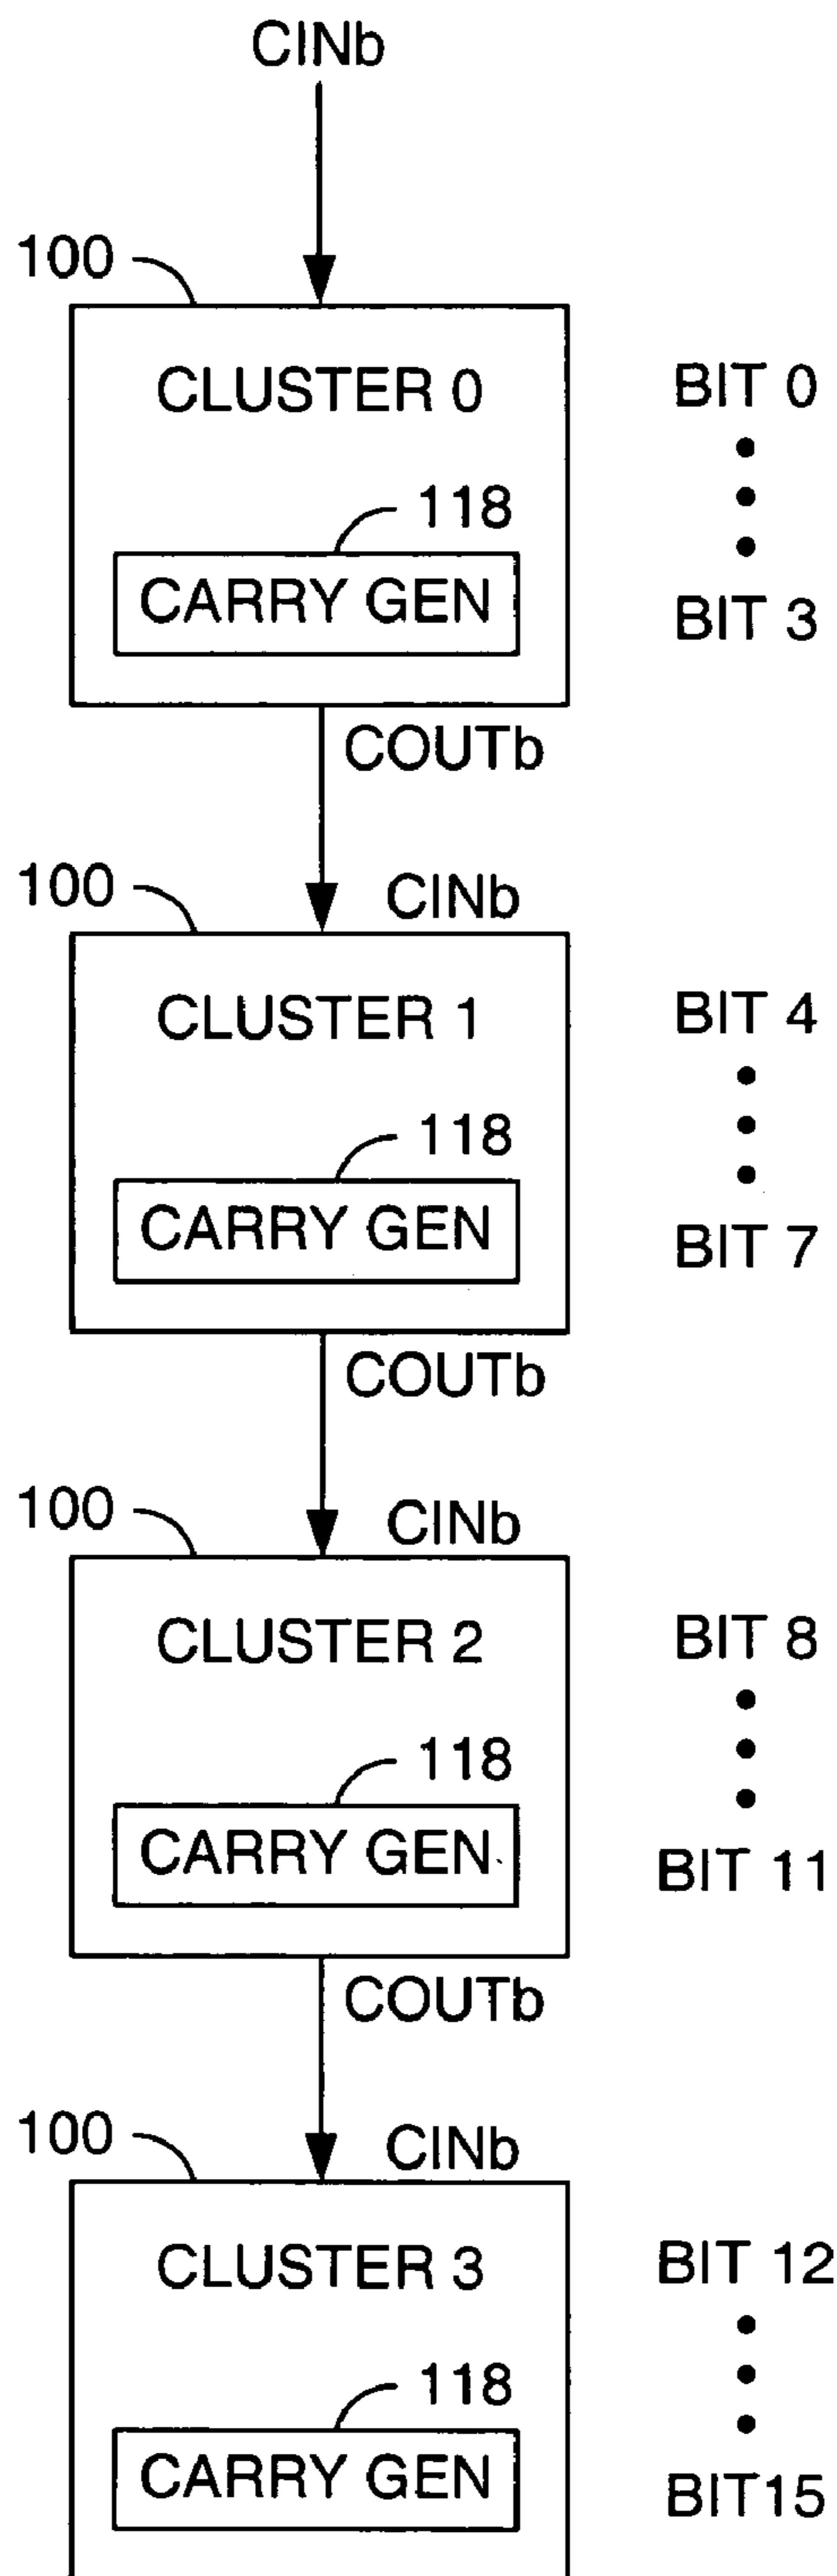 CINb
100
CLUSTER 0
BIT 0
118
CARRY GEN
BIT 3
COUTb
100
CINb
CLUSTER 1
BIT 4
118
CARRY GEN
BIT 7
COUTb
100
CINb
CLUSTER 2
BIT 8
118
CARRY GEN
BIT 11
COUTb
100
CINb
CLUSTER 3
BIT 12
118
CARRY GEN
BIT15